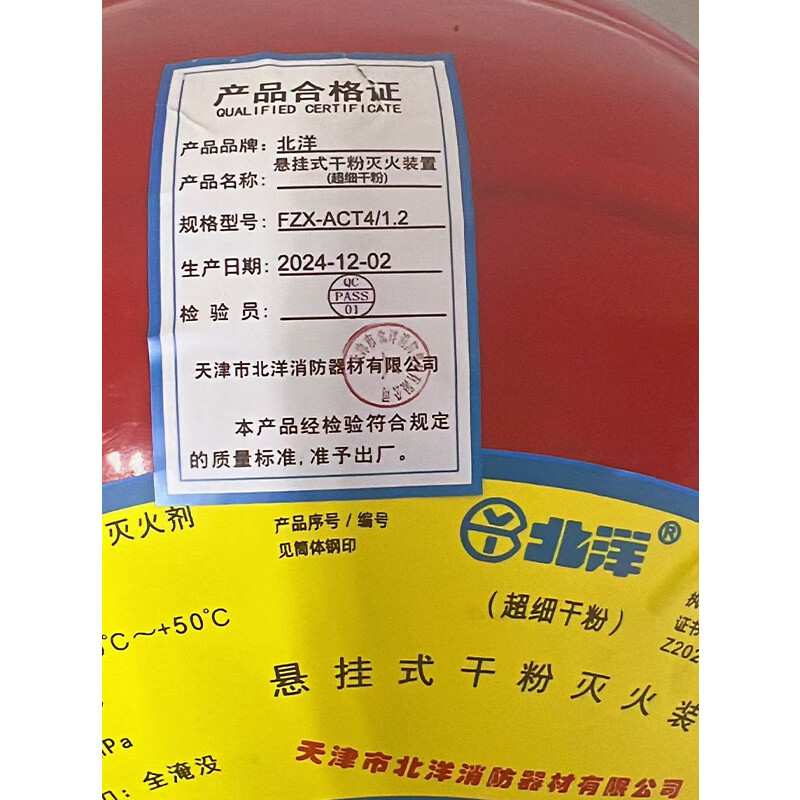 产品合格证
QUALIFIED CERTIFICATE
产品品牌: 北洋
产品名称: 悬挂式干粉灭火装置
(超细干粉)
规格型号: FZX-ACT4/1.2
生产日期: 2024-12-02
检验员:
QC
PASS
01
天津市北洋消防器材有限公司
本产品经检验符合规定
的质量标准,准予出厂。
灭火剂
产品序号/编号
见筒体钢印
北洋®
(超细干粉)
证书
Z202
℃~+50℃
悬挂式干粉灭火装
Pa
: 全淹没
天津市北洋消防器材有限公司